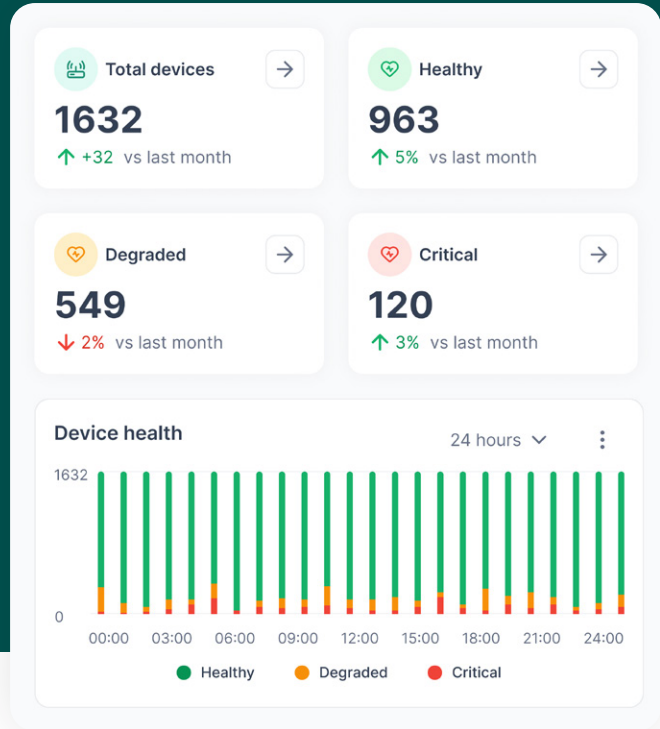 Total devices
1632
+32 vs last month
Healthy
963
5% vs last month
Degraded
549
2% vs last month
Critical
120
3% vs last month
Device health
24 hours
1632
0
00:00 03:00 06:00 09:00 12:00 15:00 18:00 21:00 24:00
Healthy Degraded Critical